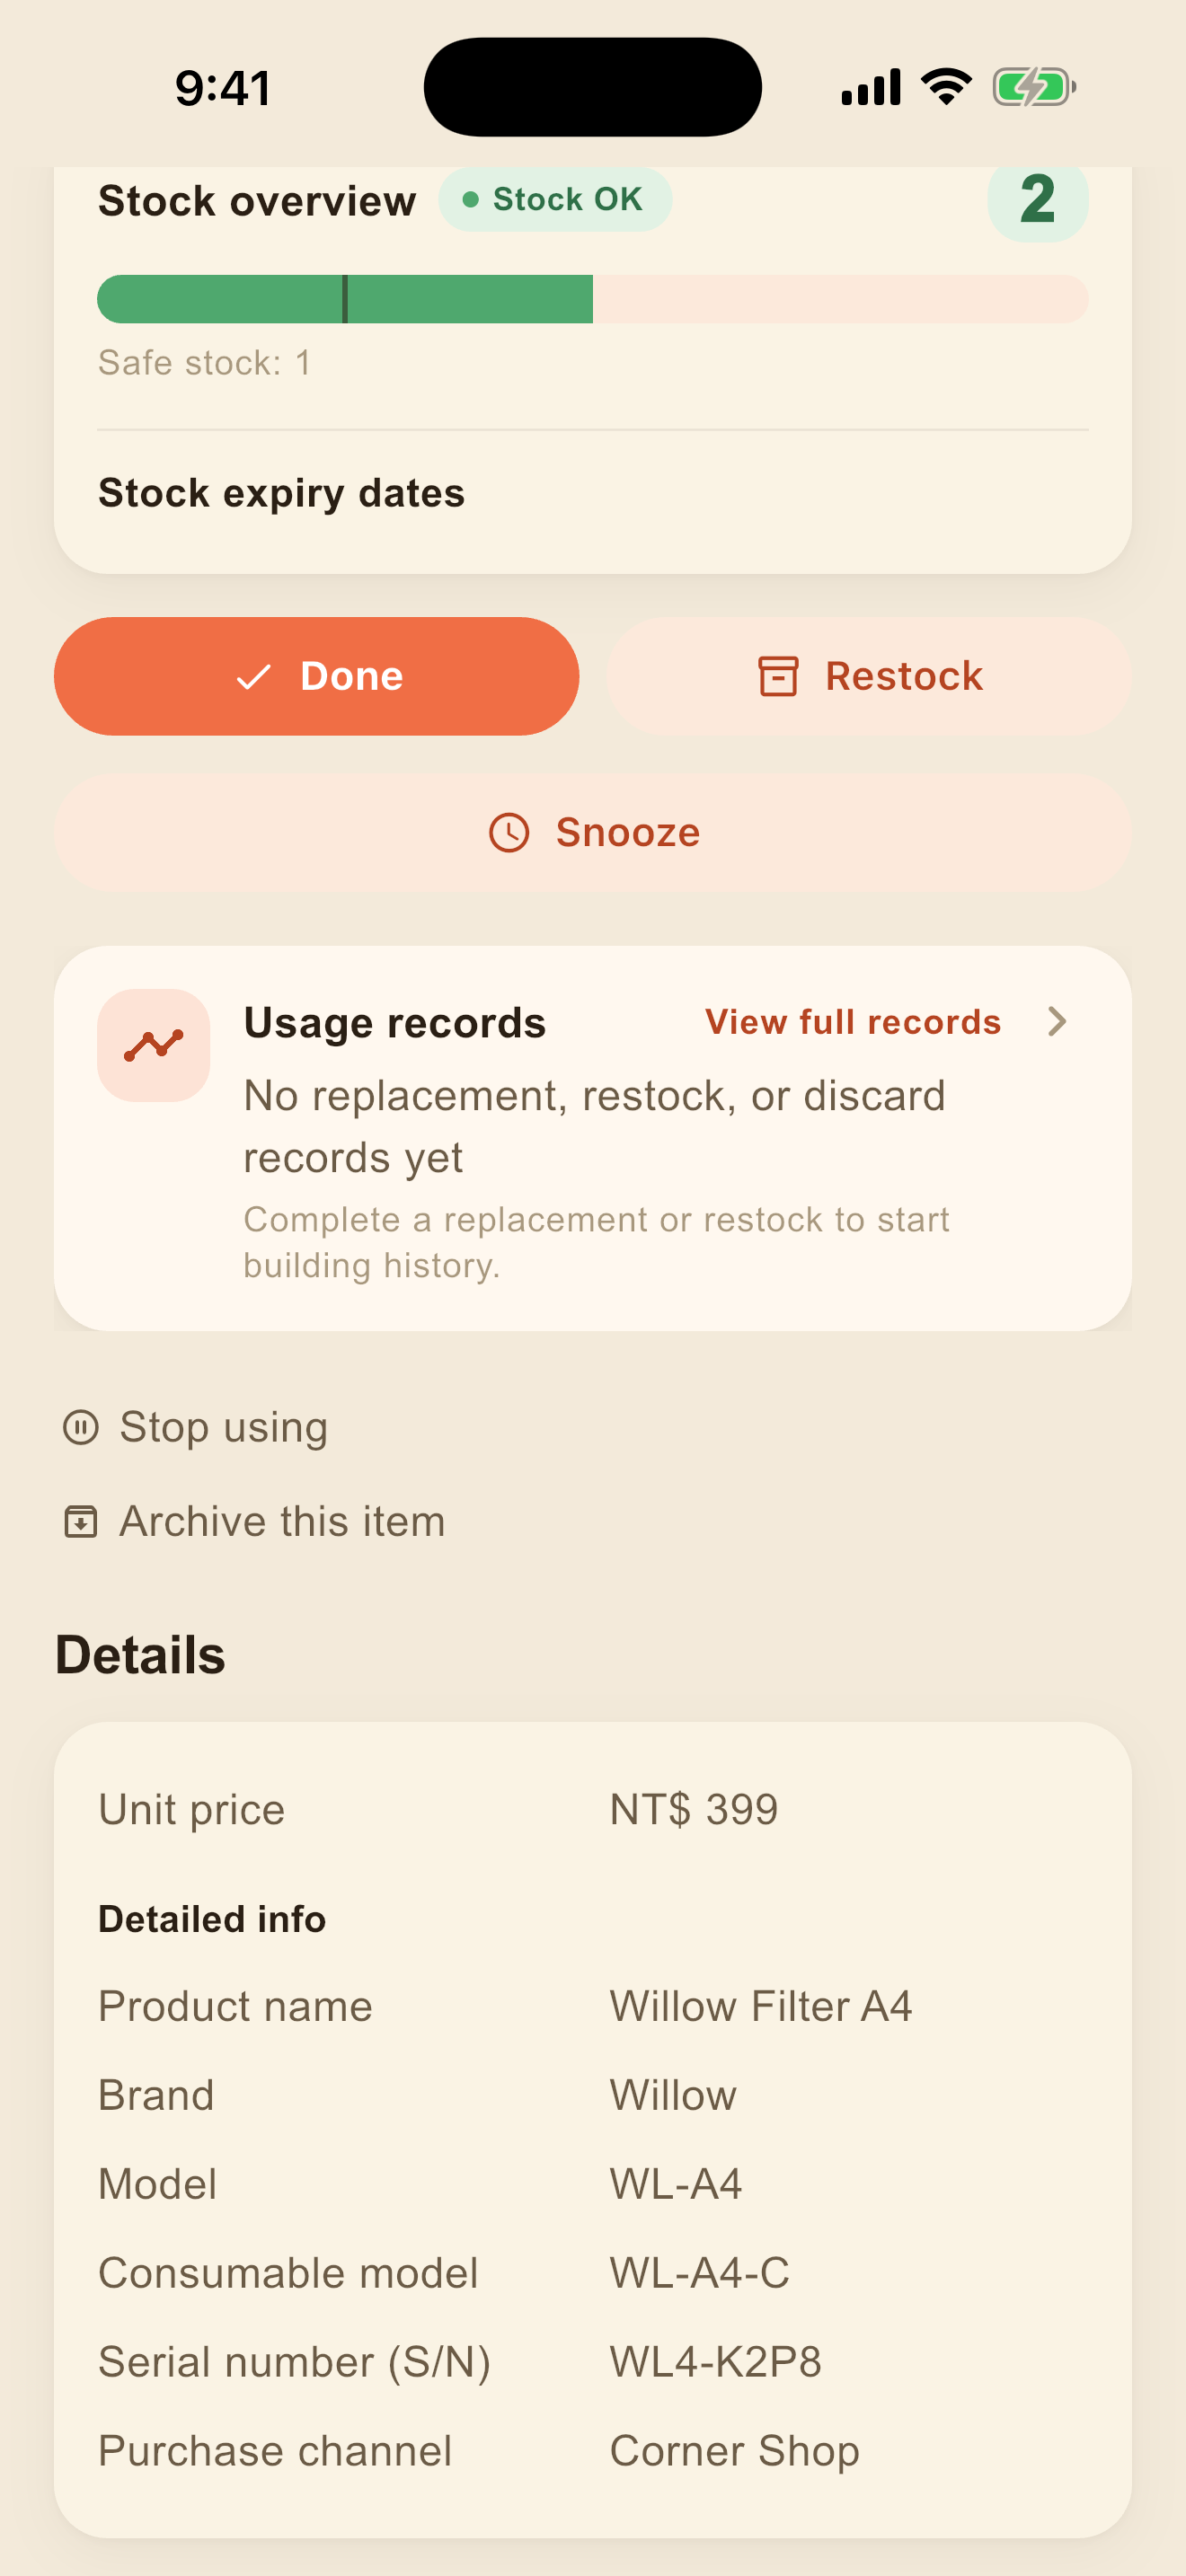 9:41
Stock overview
Stock OK
2
Safe stock: 1
Stock expiry dates
Done
Restock
Snooze
Usage records
View full records
No replacement, restock, or discard
records yet
Complete a replacement or restock to start
building history.
Stop using
Archive this item
Details
Unit price
NT$ 399
Detailed info
Product name
Willow Filter A4
Brand
Willow
Model
WL-A4
Consumable model
WL-A4-C
Serial number (S/N)
WL4-K2P8
Purchase channel
Corner Shop